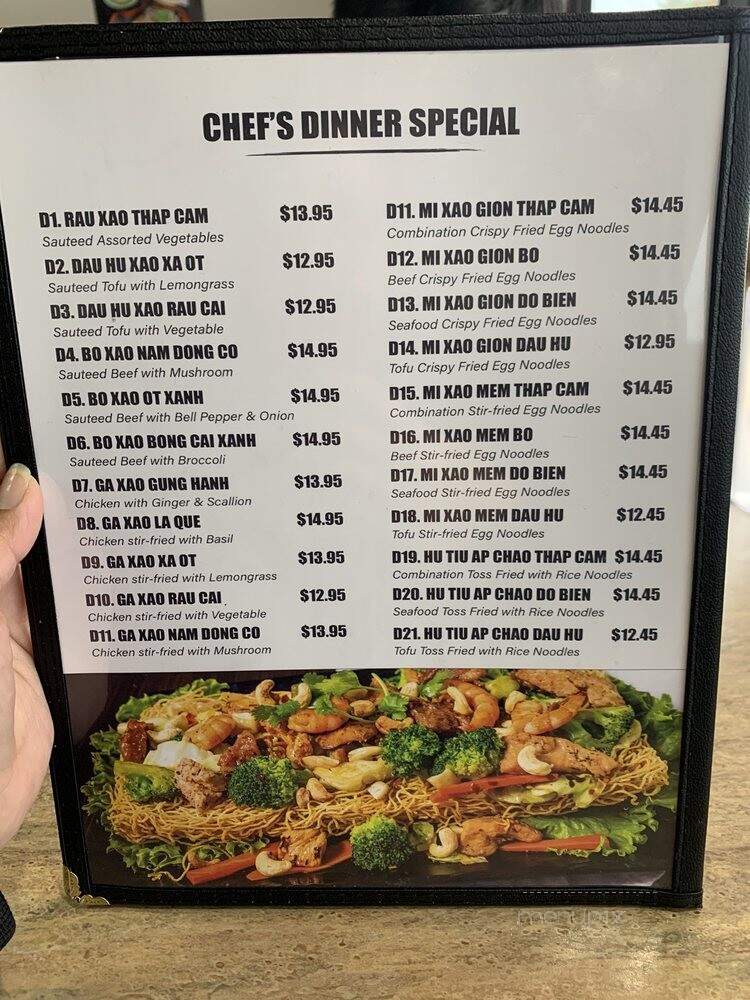 CHEF'S DINNER SPECIAL
D1. RAU XAO THAP CAM $13.95
Sauteed Assorted Vegetables
D2. DAU HU XAO XA OT $12.95
Sauteed Tofu with Lemongrass
D3. DAU HU XAO RAU CAI $12.95
Sauteed Tofu with Vegetable
D4. BO XAO NAM DONG CO $14.95
Sauteed Beef with Mushroom
D5. BO XAO OT XANH $14.95
Sauteed Beef with Bell Pepper & Onion
D6. BO XAO BONG CAI XANH $14.95
Sauteed Beef with Broccoli
D7. GA XAO GUNG HANH $13.95
Chicken with Ginger & Scallion
D8. GA XAO LA QUE $14.95
Chicken stir-fried with Basil
D9. GA XAO XA OT $13.95
Chicken stir-fried with Lemongrass
D10. GA XAO RAU CAI $12.95
Chicken stir-fried with Vegetable
D11. GA XAO NAM DONG CO $13.95
Chicken stir-fried with Mushroom
D11. MI XAO GION THAP CAM $14.45
Combination Crispy Fried Egg Noodles
D12. MI XAO GION BO $14.45
Beef Crispy Fried Egg Noodles
D13. MI XAO GION DO BIEN $14.45
Seafood Crispy Fried Egg Noodles
D14. MI XAO GION DAU HU $12.95
Tofu Crispy Fried Egg Noodles
D15. MI XAO MEM THAP CAM $14.45
Combination Stir-fried Egg Noodles
D16. MI XAO MEM BO $14.45
Beef Stir-fried Egg Noodles
D17. MI XAO MEM DO BIEN $14.45
Seafood Stir-fried Egg Noodles
D18. MI XAO MEM DAU HU $12.45
Tofu Stir-fried Egg Noodles
D19. HU TIU AP CHAO THAP CAM $14.45
Combination Toss Fried with Rice Noodles
D20. HU TIU AP CHAO DO BIEN $14.45
Seafood Toss Fried with Rice Noodles
D21. HU TIU AP CHAO DAU HU $12.45
Tofu Toss Fried with Rice Noodles
menupix